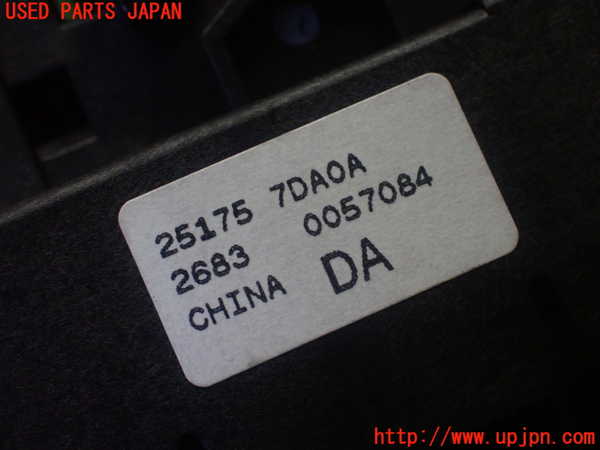 USED PARTS JAPAN
25175 7DA0A
2683 0057084
CHINA DA
http://www.upjpn.com